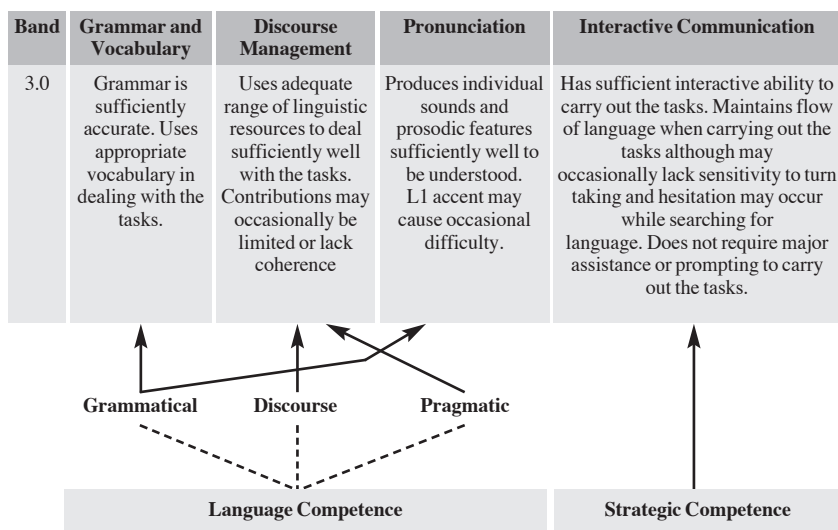 Band
Grammar and
Vocabulary
Discourse
Management
Pronunciation
Interactive Communication
3.0
Grammar is
sufficiently
accurate. Uses
appropriate
vocabulary in
dealing with the
tasks.
Uses adequate
range of linguistic
resources to deal
sufficiently well
with the tasks.
Contributions may
occasionally be
limited or lack
coherence
Produces individual
sounds and
prosodic features
sufficiently well to
be understood.
L1 accent may
cause occasional
difficulty.
Has sufficient interactive ability to
carry out the tasks. Maintains flow
of language when carrying out the
tasks although may
occasionally lack sensitivity to turn
taking and hesitation may occur
while searching for
language. Does not require major
assistance or prompting to carry
out the tasks.
Grammatical
Discourse
Pragmatic
Language Competence
Strategic Competence